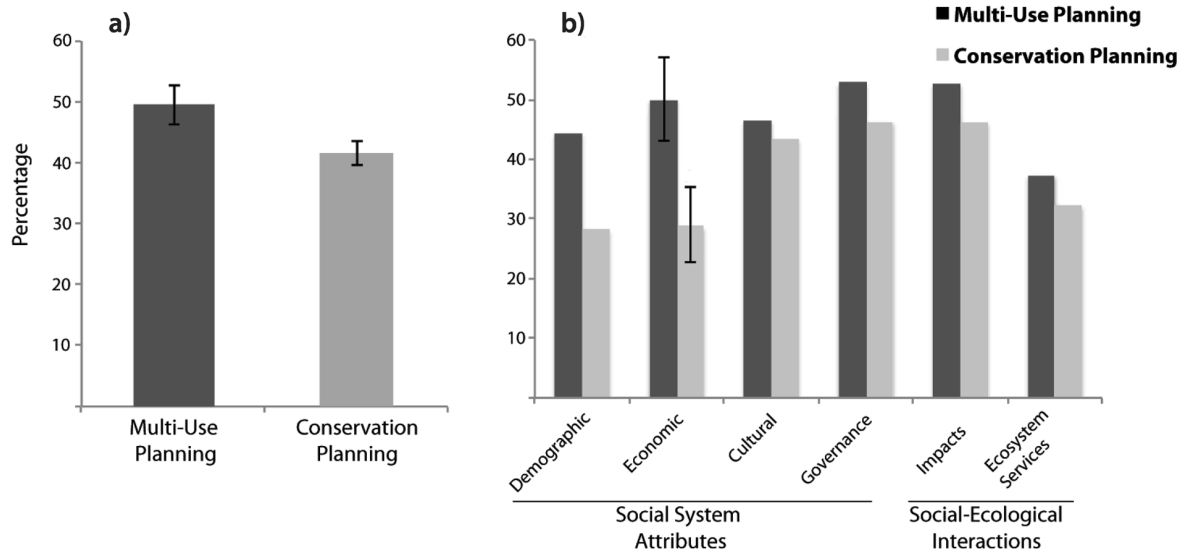 a)
Percentage
60
50
40
30
20
10
Multi-Use
Planning
Conservation
Planning
b)
Multi-Use Planning
Conservation Planning
60
50
40
30
20
10
Demographic
Economic
Cultural
Governance
Impacts
Ecosystem
Services
Social System
Attributes
Social-Ecological
Interactions